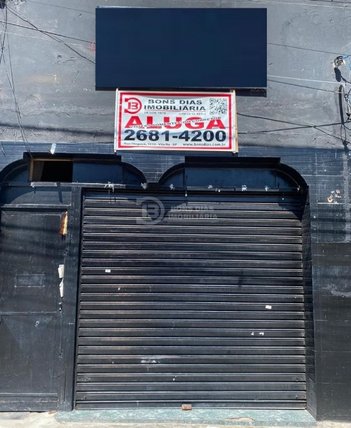 BONS DIAS
IMOBILIÁRIA
ALUGA
2681-4200
BONS DIAS
IMOBILIÁRIA